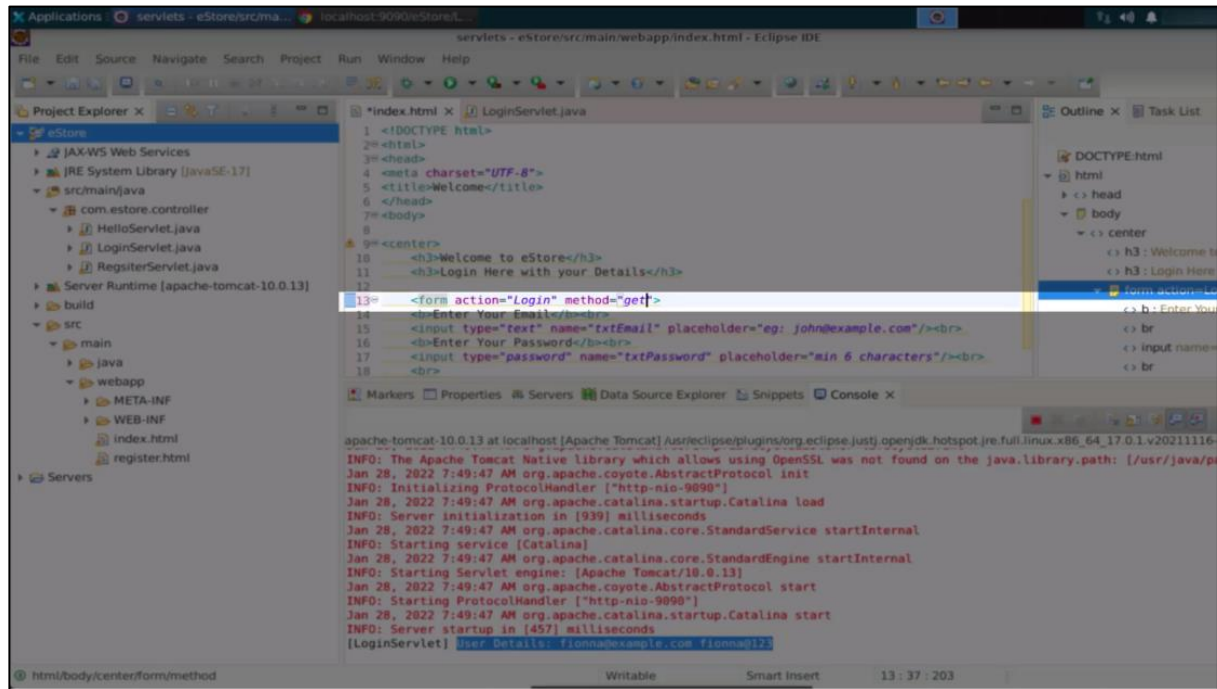 Applications : servlets - eStore/src/ma... localhost:9090/eStore/L...
servlets - eStore/src/main/webapp/index.html - Eclipse IDE
File Edit Source Navigate Search Project Run Window Help
Project Explorer
eStore
JAX-WS Web Services
JRE System Library [JavaSE-17]
src/main/java
com.estore.controller
HelloServlet.java
LoginServlet.java
RegsiterServlet.java
Server Runtime [apache-tomcat-10.0.13]
build
src
main
java
webapp
META-INF
WEB-INF
index.html
register.html
Servers
*index.html LoginServlet.java
1 <!DOCTYPE html>
2 <html>
3 <head>
4 <meta charset="UTF-8">
5 <title>Welcome</title>
6 </head>
7 <body>
8
9 <center>
10 <h3>Welcome to eStore</h3>
11 <h3>Login Here with your Details</h3>
12
13 <form action="Login" method="get">
14 <b>Enter Your Email</b><br>
15 <input type="text" name="txtEmail" placeholder="eg: john@example.com"/><br>
16 <b>Enter Your Password</b><br>
17 <input type="password" name="txtPassword" placeholder="min 6 characters"/><br>
18 <br>
Outline Task List
DOCTYPE:html
html
head
body
center
h3 : Welcome to
h3 : Login Here
form action=Lo
b : Enter Your
br
input name=
br
Markers Properties Servers Data Source Explorer Snippets Console
apache-tomcat-10.0.13 at localhost [Apache Tomcat] /usr/eclipse/plugins/org.eclipse.justj.openjdk.hotspot.jre.full.linux.x86_64_17.0.1.v20211116-
INFO: The Apache Tomcat Native library which allows using OpenSSL was not found on the java.library.path: [/usr/java/pa
Jan 28, 2022 7:49:47 AM org.apache.coyote.AbstractProtocol init
INFO: Initializing ProtocolHandler ["http-nio-9090"]
Jan 28, 2022 7:49:47 AM org.apache.catalina.startup.Catalina load
INFO: Server initialization in [939] milliseconds
Jan 28, 2022 7:49:47 AM org.apache.catalina.core.StandardService startInternal
INFO: Starting service [Catalina]
Jan 28, 2022 7:49:47 AM org.apache.catalina.core.StandardEngine startInternal
INFO: Starting Servlet engine: [Apache Tomcat/10.0.13]
Jan 28, 2022 7:49:47 AM org.apache.coyote.AbstractProtocol start
INFO: Starting ProtocolHandler ["http-nio-9090"]
Jan 28, 2022 7:49:47 AM org.apache.catalina.startup.Catalina start
INFO: Server startup in [457] milliseconds
[LoginServlet] User Details: fionna@example.com fionna@123
html/body/center/form/method Writable Smart Insert 13 : 37 : 203